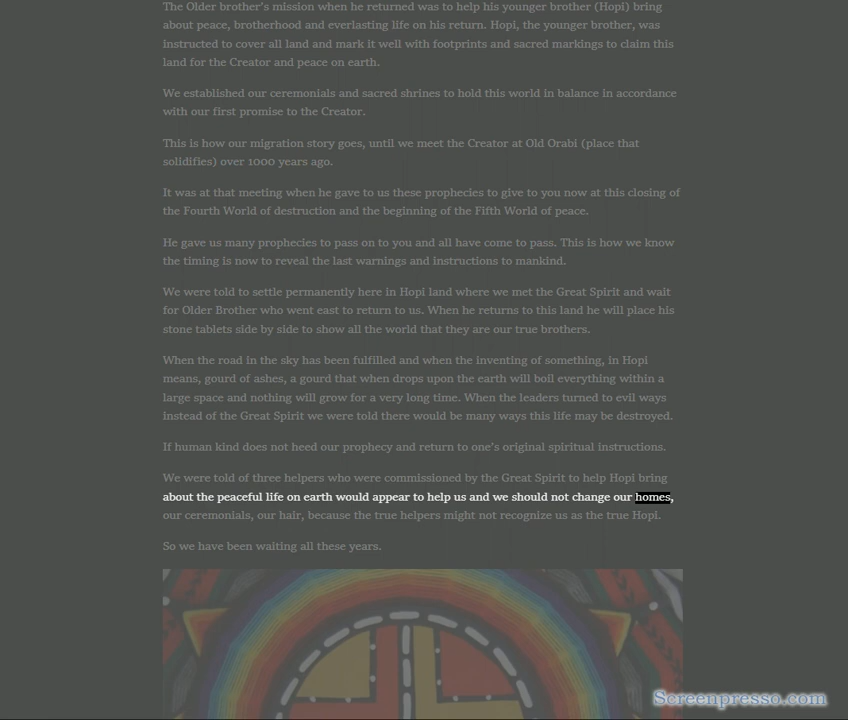 The Older brother's mission when he returned was to help his younger brother (Hopi) bring
about peace, brotherhood and everlasting life on his return. Hopi, the younger brother, was
instructed to cover all land and mark it well with footprints and sacred markings to claim this
land for the Creator and peace on earth.
We established our ceremonials and sacred shrines to hold this world in balance in accordance
with our first promise to the Creator.
This is how our migration story goes, until we meet the Creator at Old Orabi (place that
solidifies) over 1000 years ago.
It was at that meeting when he gave to us these prophecies to give to you now at this closing of
the Fourth World of destruction and the beginning of the Fifth World of peace.
He gave us many prophecies to pass on to you and all have come to pass. This is how we know
the timing is now to reveal the last warnings and instructions to mankind.
We were told to settle permanently here in Hopi land where we met the Great Spirit and wait
for Older Brother who went east to return to us. When he returns to this land he will place his
stone tablets side by side to show all the world that they are our true brothers.
When the road in the sky has been fulfilled and when the inventing of something, in Hopi
means, gourd of ashes, a gourd that when drops upon the earth will boil everything within a
large space and nothing will grow for a very long time. When the leaders turned to evil ways
instead of the Great Spirit we were told there would be many ways this life may be destroyed.
If human kind does not heed our prophecy and return to one's original spiritual instructions.
We were told of three helpers who were commissioned by the Great Spirit to help Hopi bring
about the peaceful life on earth would appear to help us and we should not change our homes,
our ceremonials, our hair, because the true helpers might not recognize us as the true Hopi.
So we have been waiting all these years.
Screenpresso.com